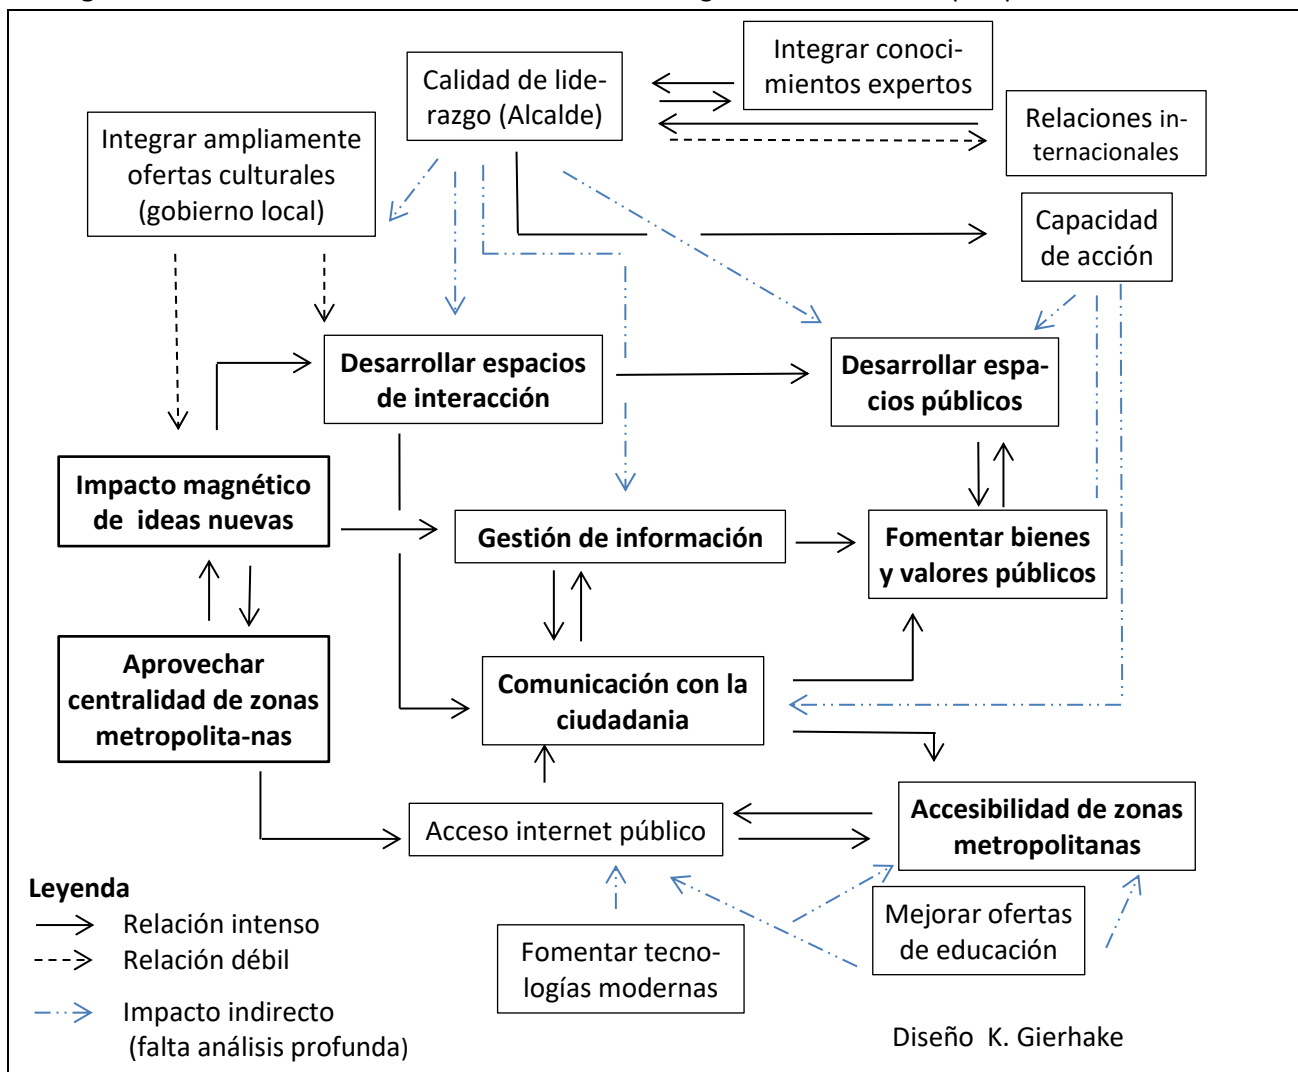 Integrar conoci-
mientos expertos
Calidad de lide-
razgo (Alcalde)
Relaciones in-
ternacionales
Integrar ampliamente
ofertas culturales
(gobierno local)
Capacidad
de acción
Desarrollar espacios
de interacción
Desarrollar espa-
cios públicos
Impacto magnético
de ideas nuevas
Gestión de información
Fomentar bienes
y valores públicos
Aprovechar
centralidad de zonas
metropolita-nas
Comunicación con la
ciudadania
Acceso internet público
Accesibilidad de zonas
metropolitanas
Leyenda
Relación intenso
Relación débil
Impacto indirecto
(falta análisis profunda)
Fomentar tecno-
logías modernas
Mejorar ofertas
de educación
Diseño K. Gierhake